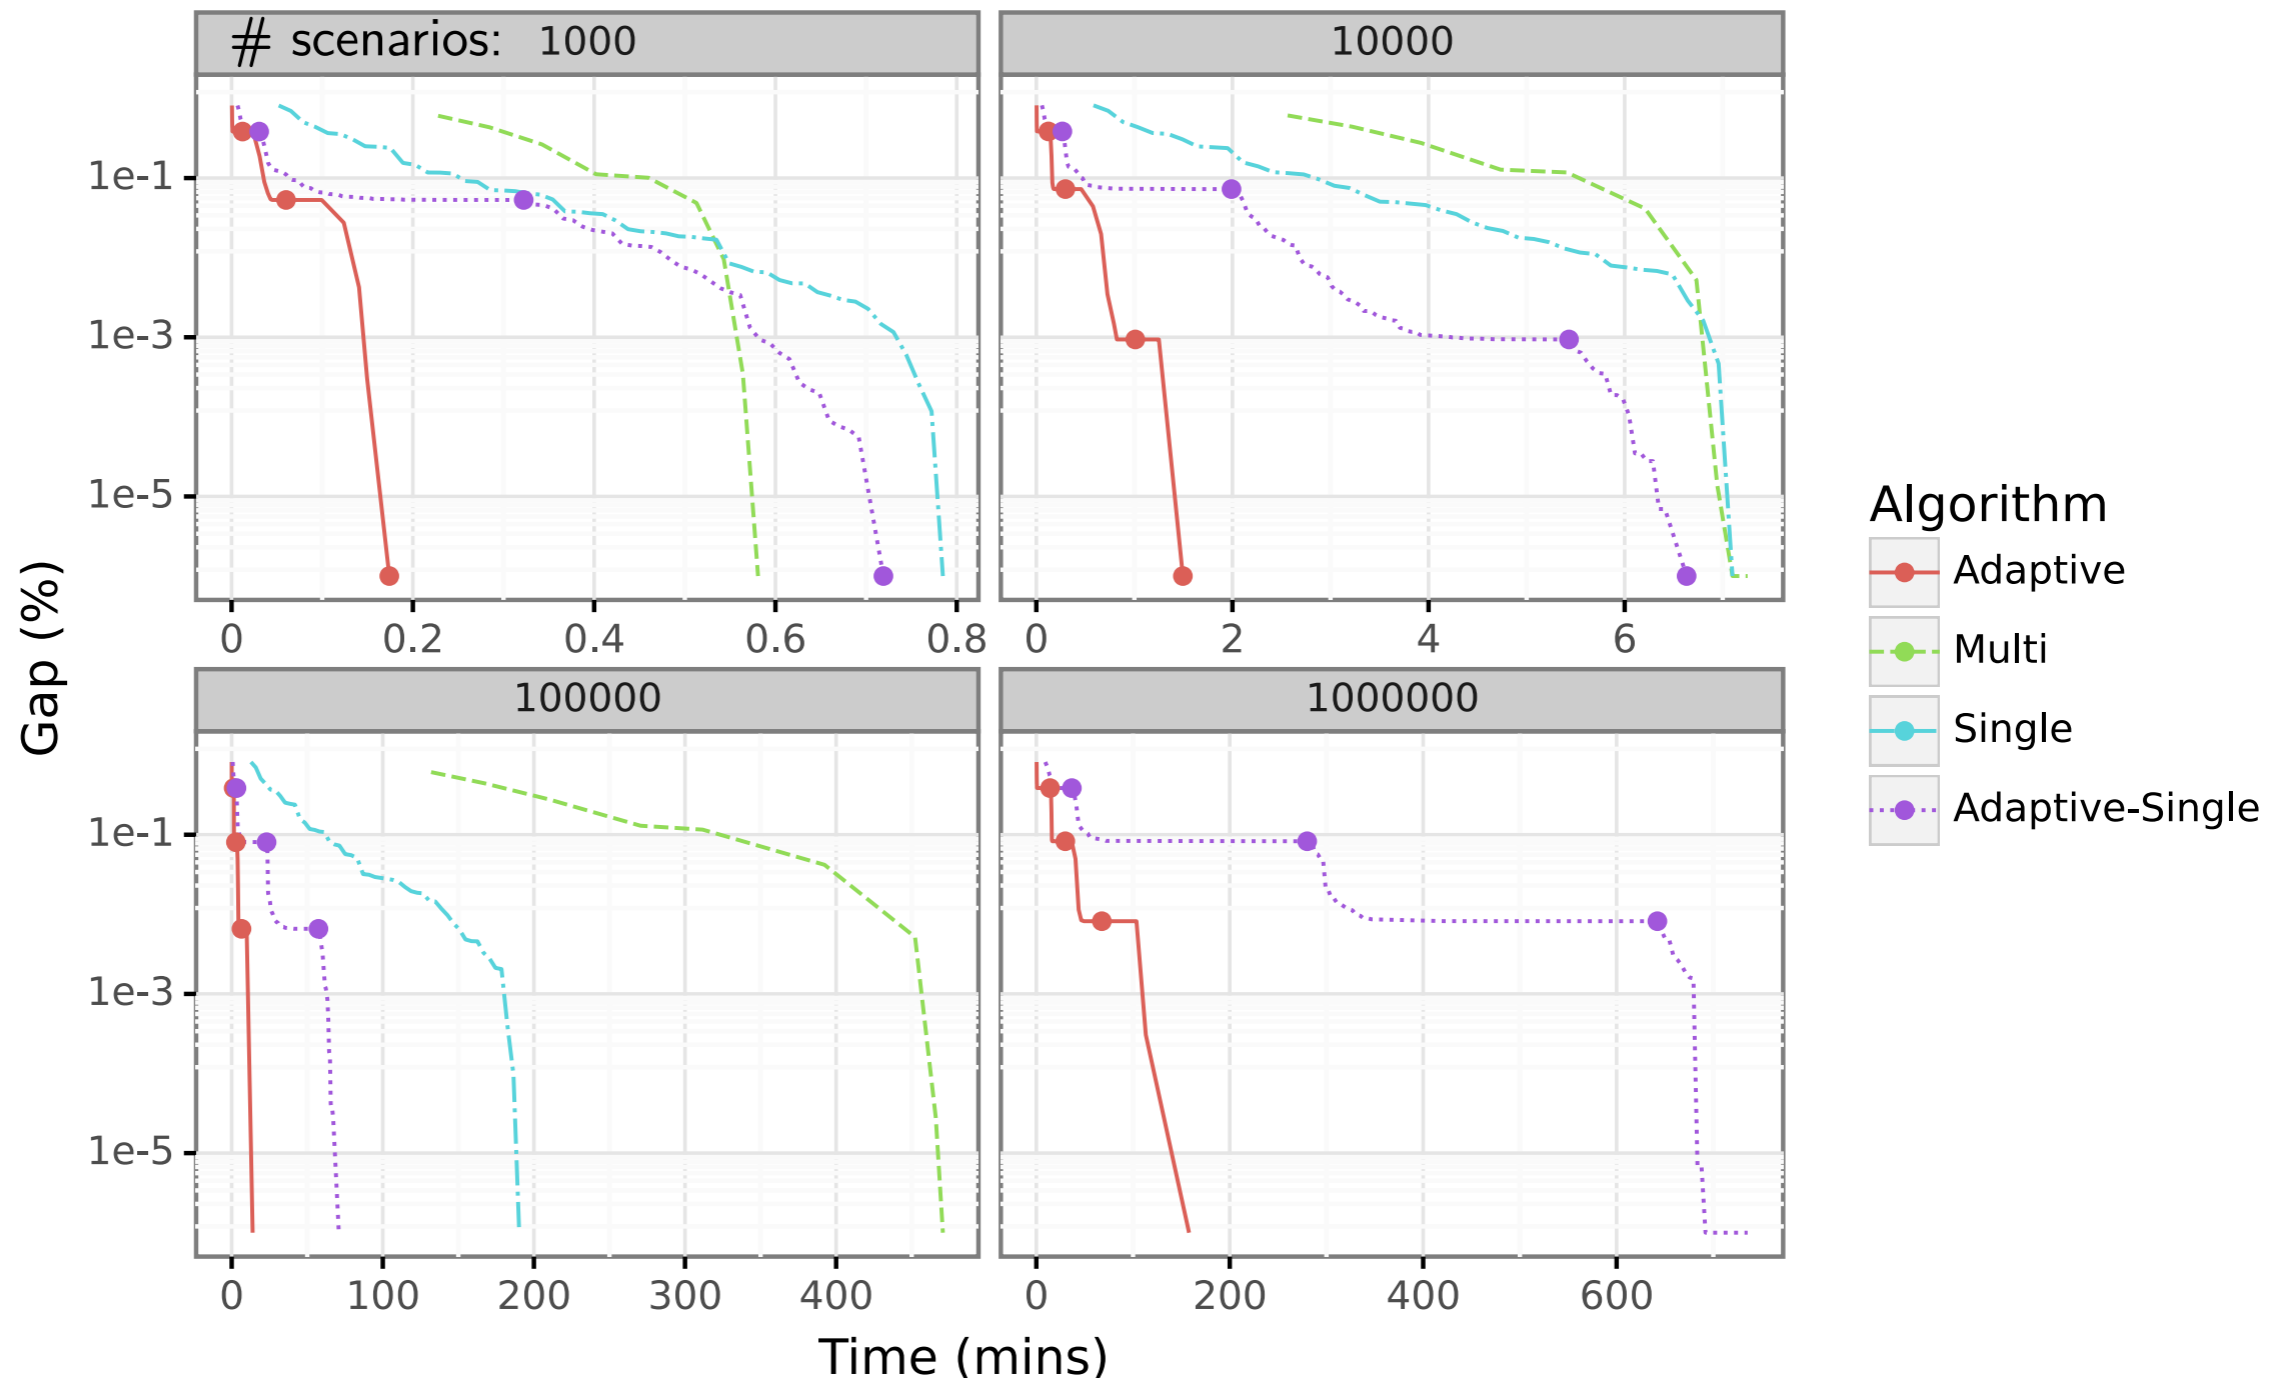 # scenarios: 1000
10000
1e-1
1e-3
1e-5
0 0.2 0.4 0.6 0.8
0 2 4 6
100000
1000000
1e-1
1e-3
1e-5
0 100 200 300 400
0 200 400 600
Gap (%)
Time (mins)
Algorithm
Adaptive
Multi
Single
Adaptive-Single